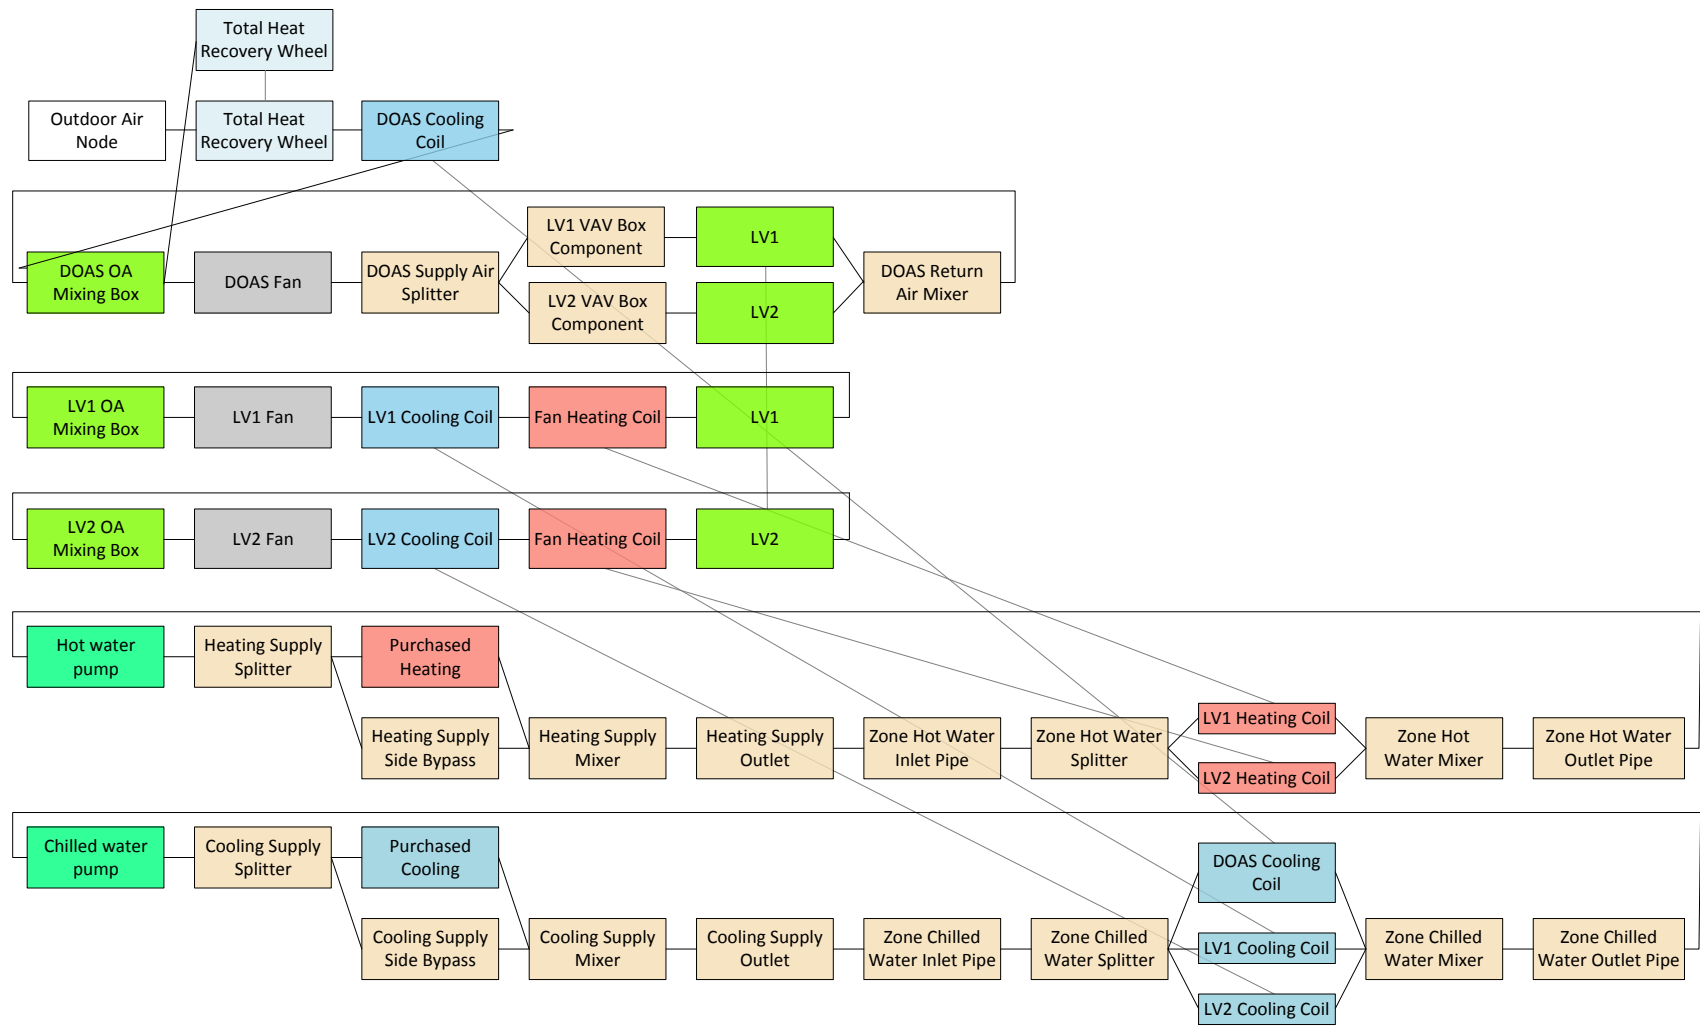 Total Heat
Recovery Wheel
Outdoor Air
Node
Total Heat
Recovery Wheel
DOAS Cooling
Coil
DOAS OA
Mixing Box
DOAS Fan
DOAS Supply Air
Splitter
LV1 VAV Box
Component
LV1
LV2 VAV Box
Component
LV2
DOAS Return
Air Mixer
LV1 OA
Mixing Box
LV1 Fan
LV1 Cooling Coil
Fan Heating Coil
LV1
LV2 OA
Mixing Box
LV2 Fan
LV2 Cooling Coil
Fan Heating Coil
LV2
Hot water
pump
Heating Supply
Splitter
Purchased
Heating
Heating Supply
Side Bypass
Heating Supply
Mixer
Heating Supply
Outlet
Zone Hot Water
Inlet Pipe
Zone Hot Water
Splitter
LV1 Heating Coil
LV2 Heating Coil
Zone Hot
Water Mixer
Zone Hot Water
Outlet Pipe
Chilled water
pump
Cooling Supply
Splitter
Purchased
Cooling
Cooling Supply
Side Bypass
Cooling Supply
Mixer
Cooling Supply
Outlet
Zone Chilled
Water Inlet Pipe
Zone Chilled
Water Splitter
DOAS Cooling
Coil
LV1 Cooling Coil
LV2 Cooling Coil
Zone Chilled
Water Mixer
Zone Chilled
Water Outlet Pipe